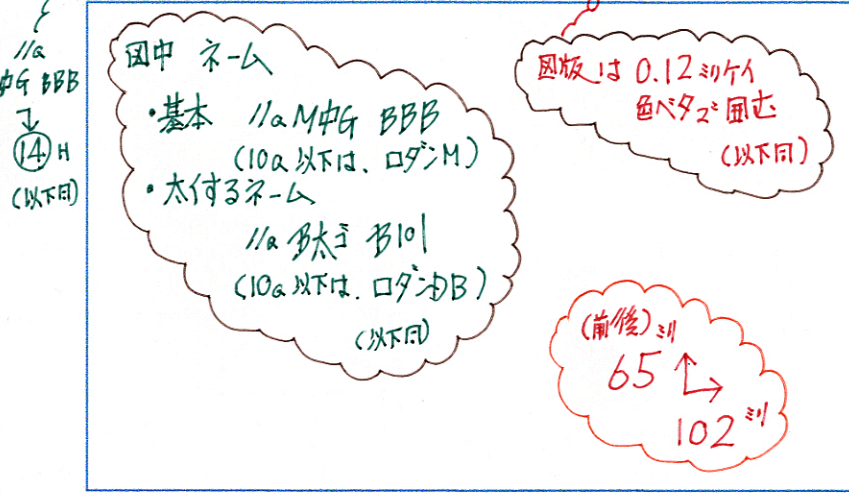 11Q
中G BBB
↓
⑭ H
(以下同)
図中 ネーム
・基本 11Q M中G BBB
(10Q以下は、ロダンM)
・太付するネーム
11Q B太ゴ B101
(10Q以下は、ロダンDB)
(以下同)
図版は 0.12ミリケイ
色ベタスミ囲む
(以下同)
(前後)ミリ
65
102ミリ